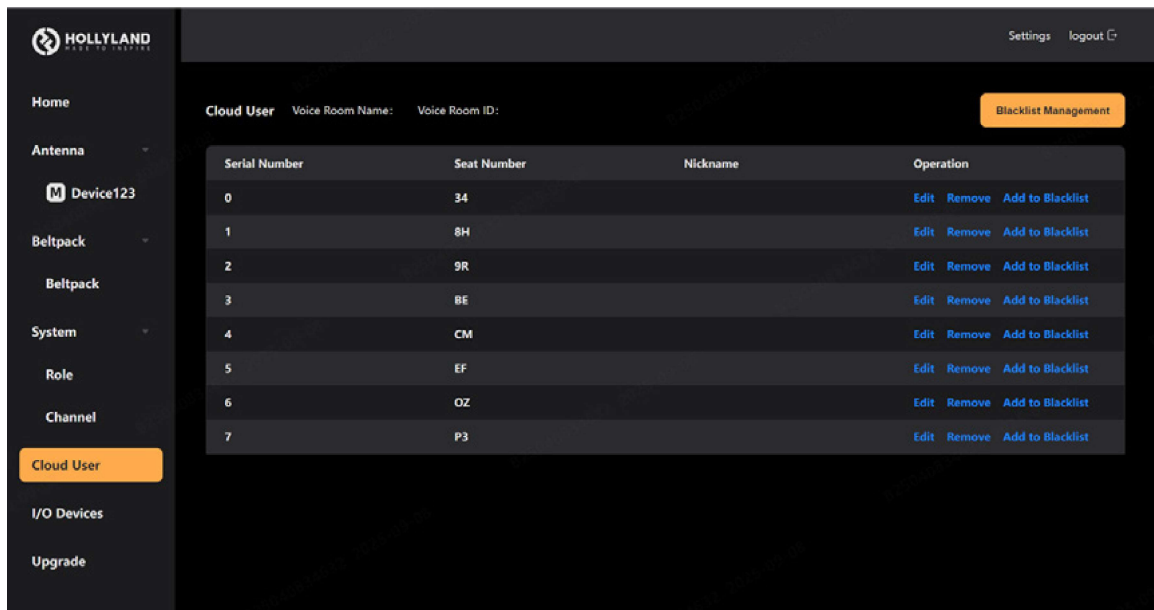 HOLLYLAND
MADE TO INSPIRE
Settings logout
Home
Antenna
M Device123
Beltpack
Beltpack
System
Role
Channel
Cloud User
I/O Devices
Upgrade
Cloud User Voice Room Name: Voice Room ID: Blacklist Management
Serial Number Seat Number Nickname Operation
0 34 Edit Remove Add to Blacklist
1 8H Edit Remove Add to Blacklist
2 9R Edit Remove Add to Blacklist
3 BE Edit Remove Add to Blacklist
4 CM Edit Remove Add to Blacklist
5 EF Edit Remove Add to Blacklist
6 OZ Edit Remove Add to Blacklist
7 P3 Edit Remove Add to Blacklist